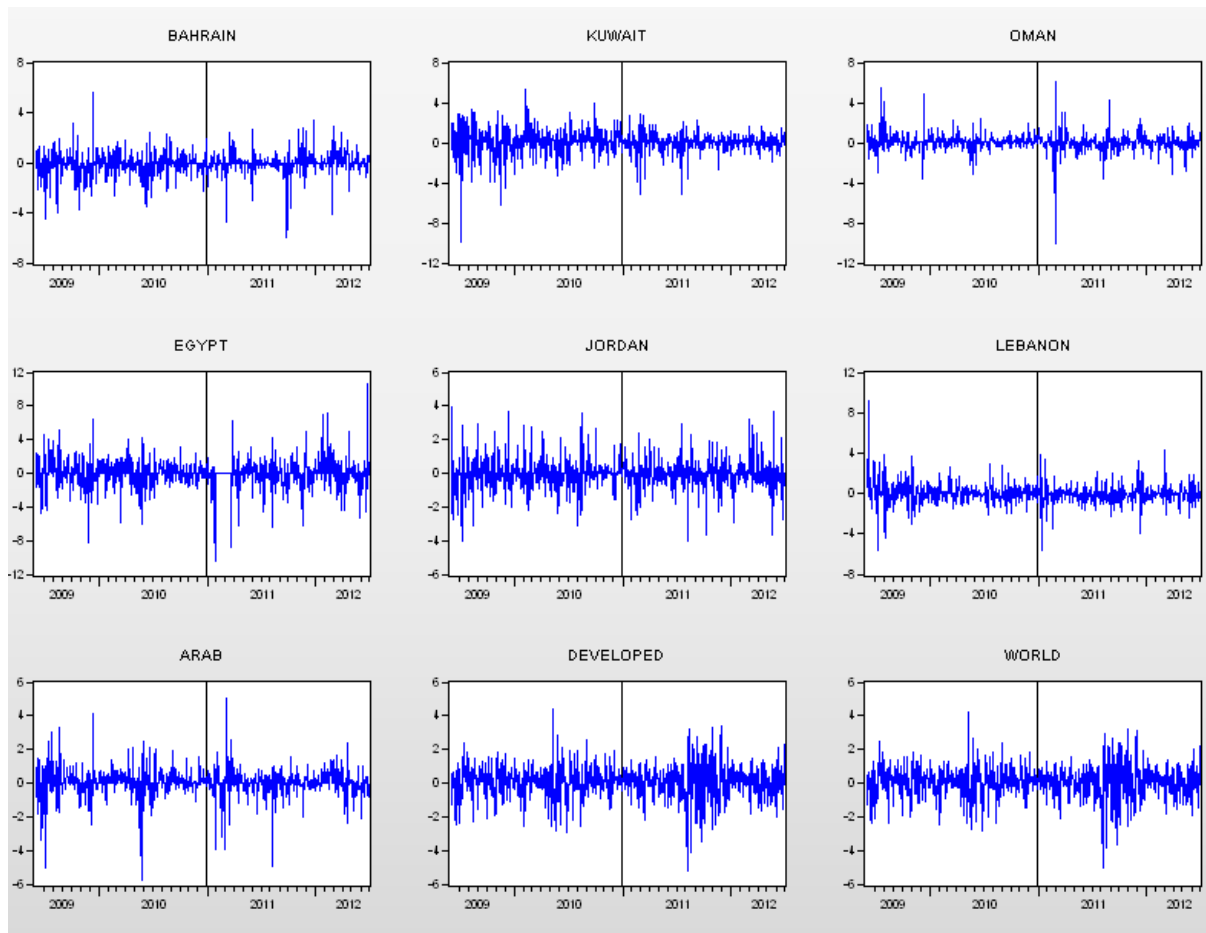 BAHRAIN KUWAIT OMAN
8 8 8
4 4 4
0 0 0
-4 -4 -4
-8 -8
-8 -12 -12
2009 2010 2011 2012 2009 2010 2011 2012 2009 2010 2011 2012
EGYPT JORDAN LEBANON
12 6 12
8 4 8
4 2 4
0 0 0
-4 -2
-8 -4 -4
-12 -6 -8
2009 2010 2011 2012 2009 2010 2011 2012 2009 2010 2011 2012
ARAB DEVELOPED WORLD
6 6 6
4 4 4
2 2 2
0 0 0
-2 -2 -2
-4 -4 -4
-6 -6 -6
2009 2010 2011 2012 2009 2010 2011 2012 2009 2010 2011 2012